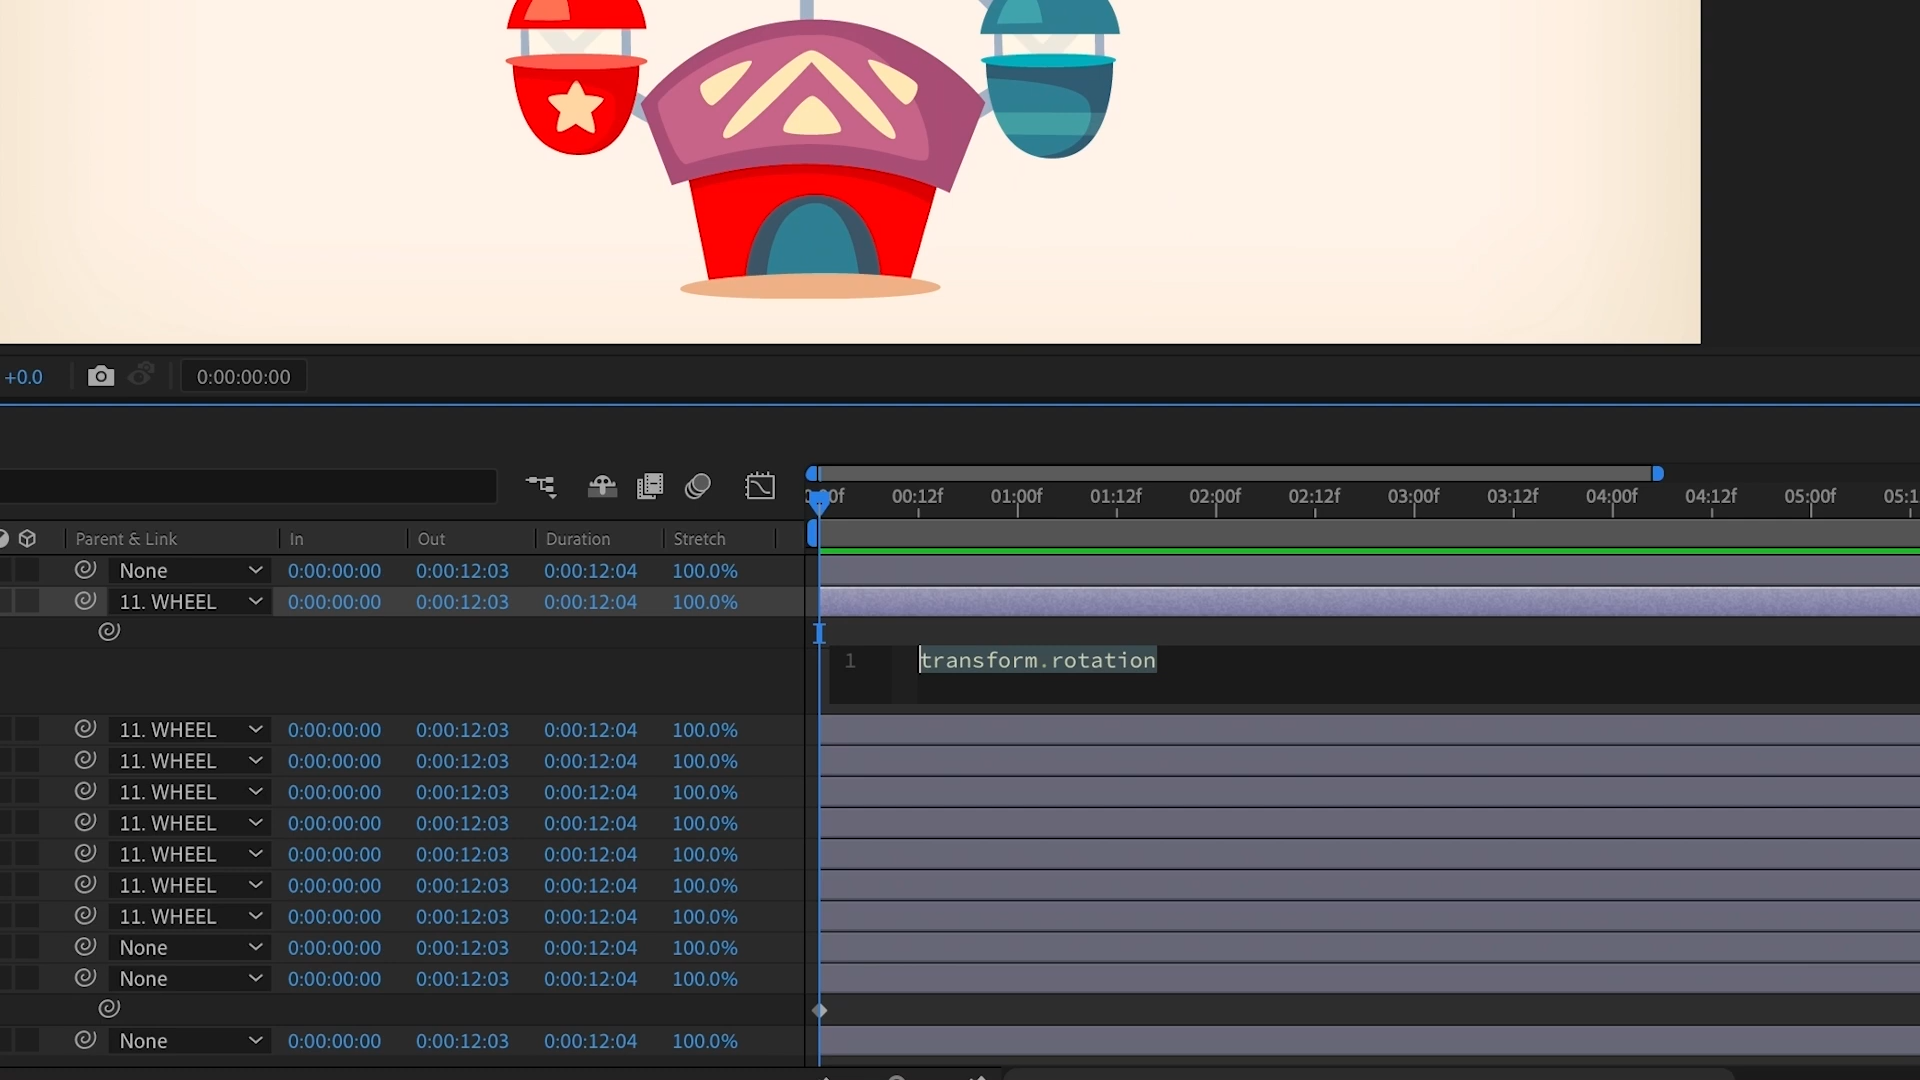 +0.0 0:00:00:00
00f 00:12f 01:00f 01:12f 02:00f 02:12f 03:00f 03:12f 04:00f 04:12f 05:00f 05:1
Parent & Link In Out Duration Stretch
None 0:00:00:00 0:00:12:03 0:00:12:04 100.0%
11. WHEEL 0:00:00:00 0:00:12:03 0:00:12:04 100.0%
1 transform.rotation
11. WHEEL 0:00:00:00 0:00:12:03 0:00:12:04 100.0%
11. WHEEL 0:00:00:00 0:00:12:03 0:00:12:04 100.0%
11. WHEEL 0:00:00:00 0:00:12:03 0:00:12:04 100.0%
11. WHEEL 0:00:00:00 0:00:12:03 0:00:12:04 100.0%
11. WHEEL 0:00:00:00 0:00:12:03 0:00:12:04 100.0%
11. WHEEL 0:00:00:00 0:00:12:03 0:00:12:04 100.0%
11. WHEEL 0:00:00:00 0:00:12:03 0:00:12:04 100.0%
None 0:00:00:00 0:00:12:03 0:00:12:04 100.0%
None 0:00:00:00 0:00:12:03 0:00:12:04 100.0%
None 0:00:00:00 0:00:12:03 0:00:12:04 100.0%